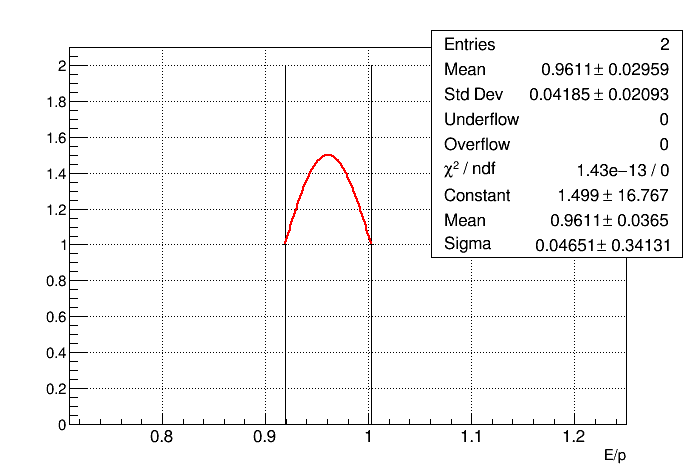 Entries 2
Mean 0.9611± 0.02959
Std Dev 0.04185± 0.02093
Underflow 0
Overflow 0
χ² / ndf 1.43e−13 / 0
Constant 1.499± 16.767
Mean 0.9611± 0.0365
Sigma 0.04651± 0.34131
2
1.8
1.6
1.4
1.2
1
0.8
0.6
0.4
0.2
0
0.8 0.9 1 1.1 1.2
E/p